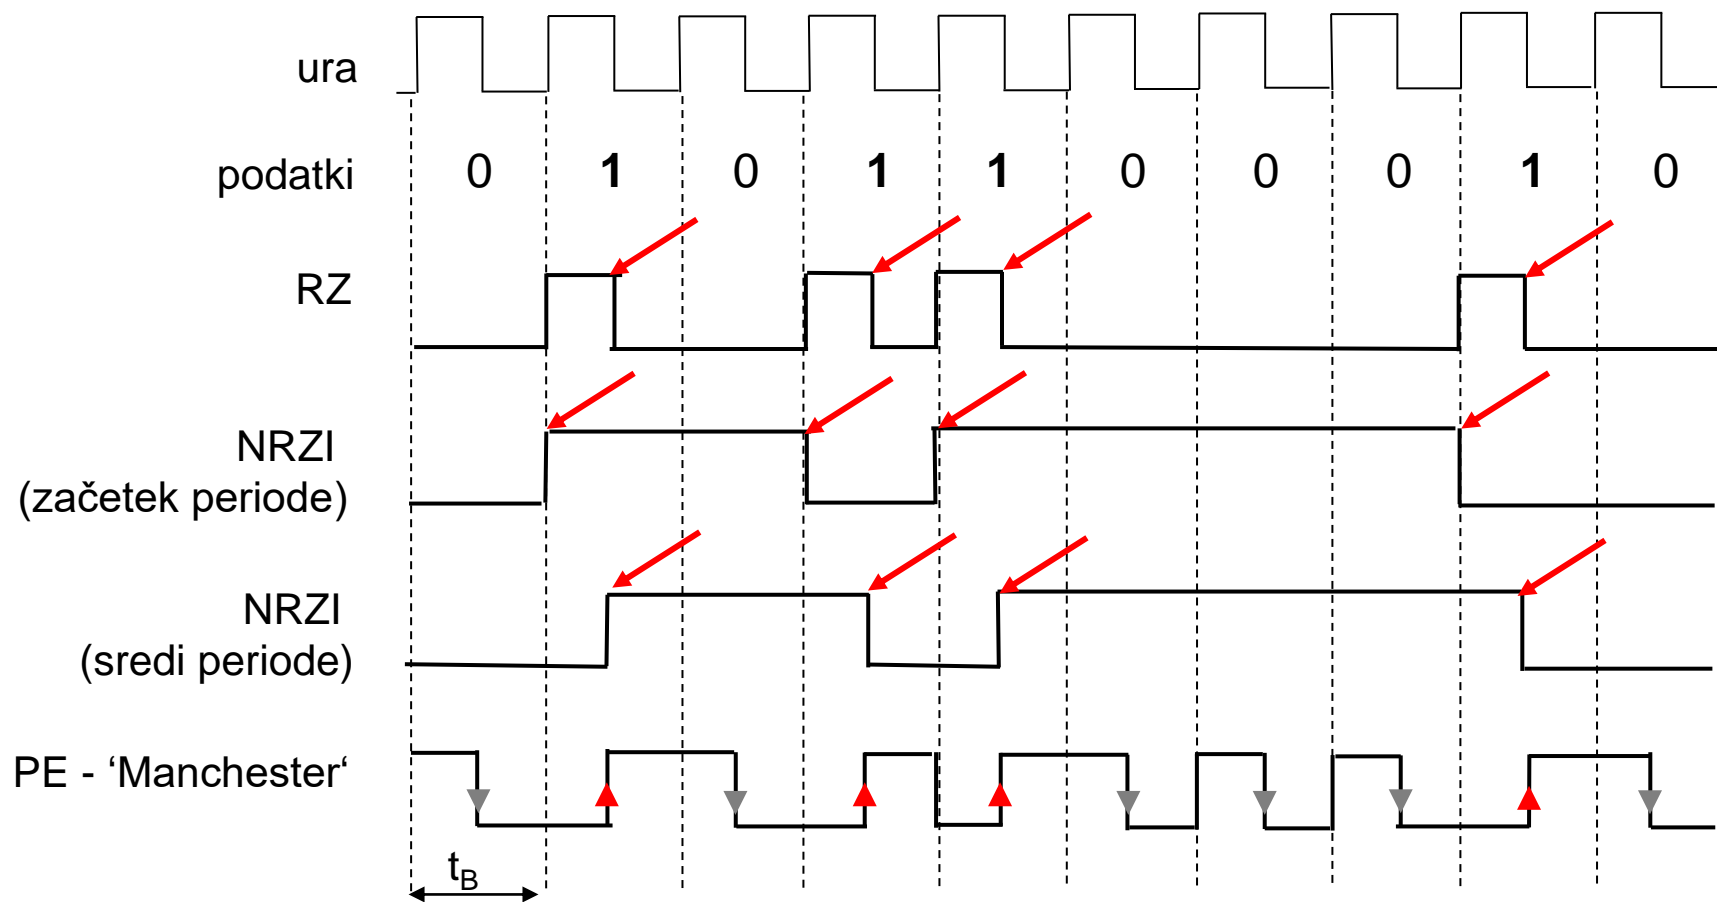 ura
podatki 0 1 0 1 1 0 0 0 1 0
RZ
NRZI
(začetek periode)
NRZI
(sredi periode)
PE - ‘Manchester‘
tB